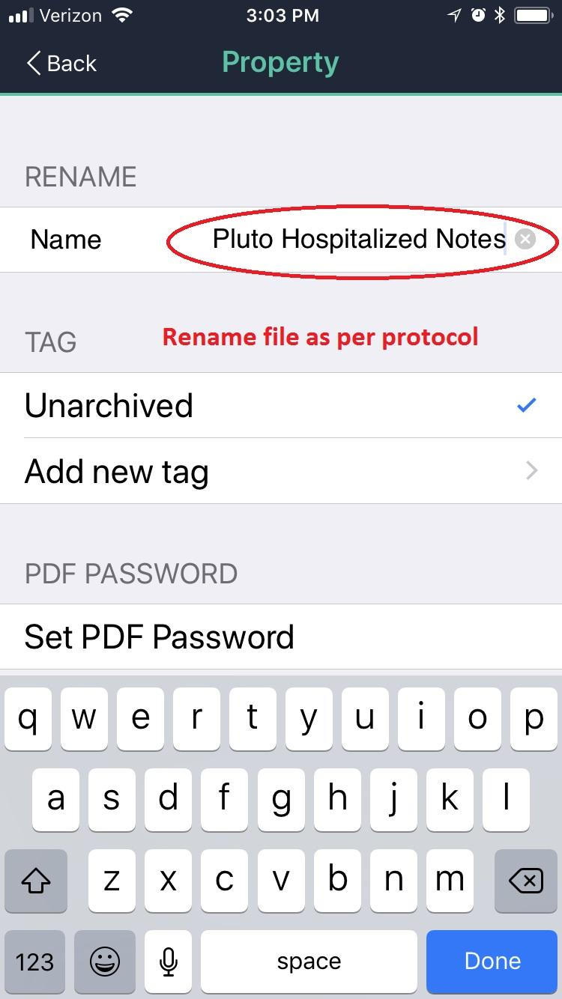 Verizon 3:03 PM
Back Property
RENAME
Name Pluto Hospitalized Notes
TAG Rename file as per protocol
Unarchived
Add new tag
PDF PASSWORD
Set PDF Password
q w e r t y u i o p
a s d f g h j k l
z x c v b n m
123 space Done